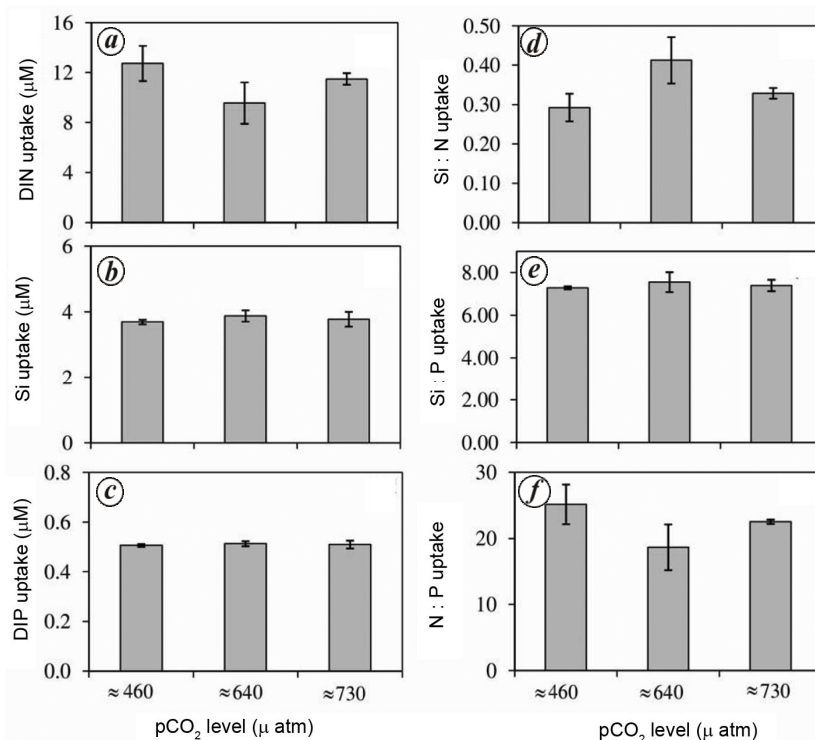 a
DIN uptake (μM)
16
12
8
4
0
b
Si uptake (μM)
6
4
2
0
c
DIP uptake (μM)
0.8
0.6
0.4
0.2
0.0
≈460 ≈640 ≈730
pCO₂ level (μ atm)
d
Si : N uptake
0.50
0.40
0.30
0.20
0.10
0.00
e
Si : P uptake
8.00
6.00
4.00
2.00
0.00
f
N : P uptake
30
20
10
0
≈460 ≈640 ≈730
pCO₂ level (μ atm)